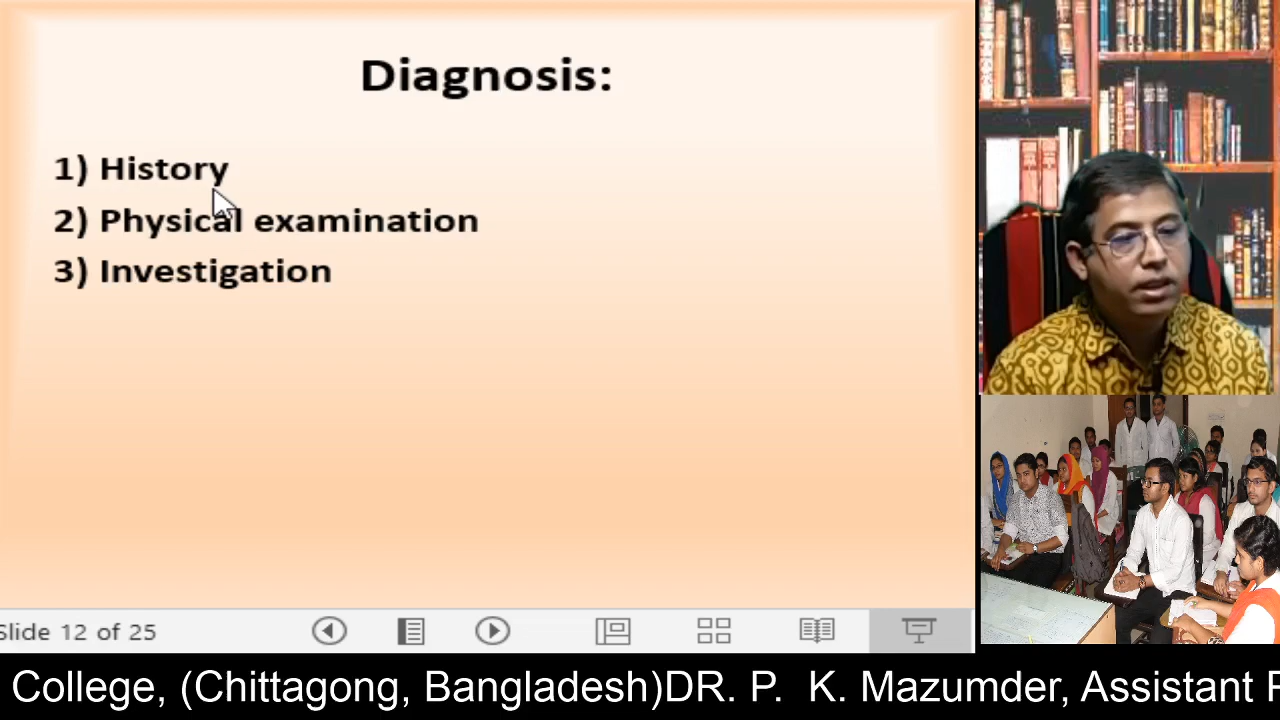 Diagnosis:
1) History
2) Physical examination
3) Investigation
Slide 12 of 25
College, (Chittagong, Bangladesh)DR. P. K. Mazumder, Assistant